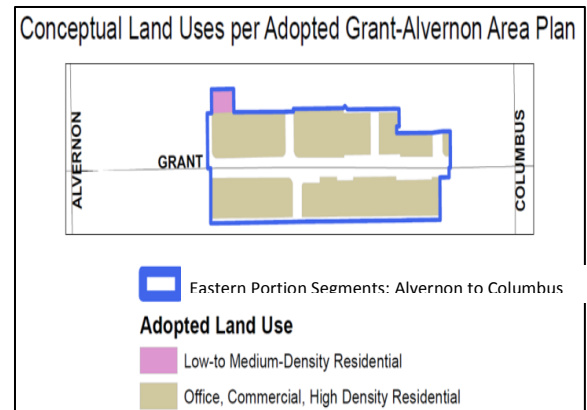 Conceptual Land Uses per Adopted Grant-Alvernon Area Plan
ALVERNON
GRANT
COLUMBUS
Eastern Portion Segments: Alvernon to Columbus
Adopted Land Use
Low-to Medium-Density Residential
Office, Commercial, High Density Residential